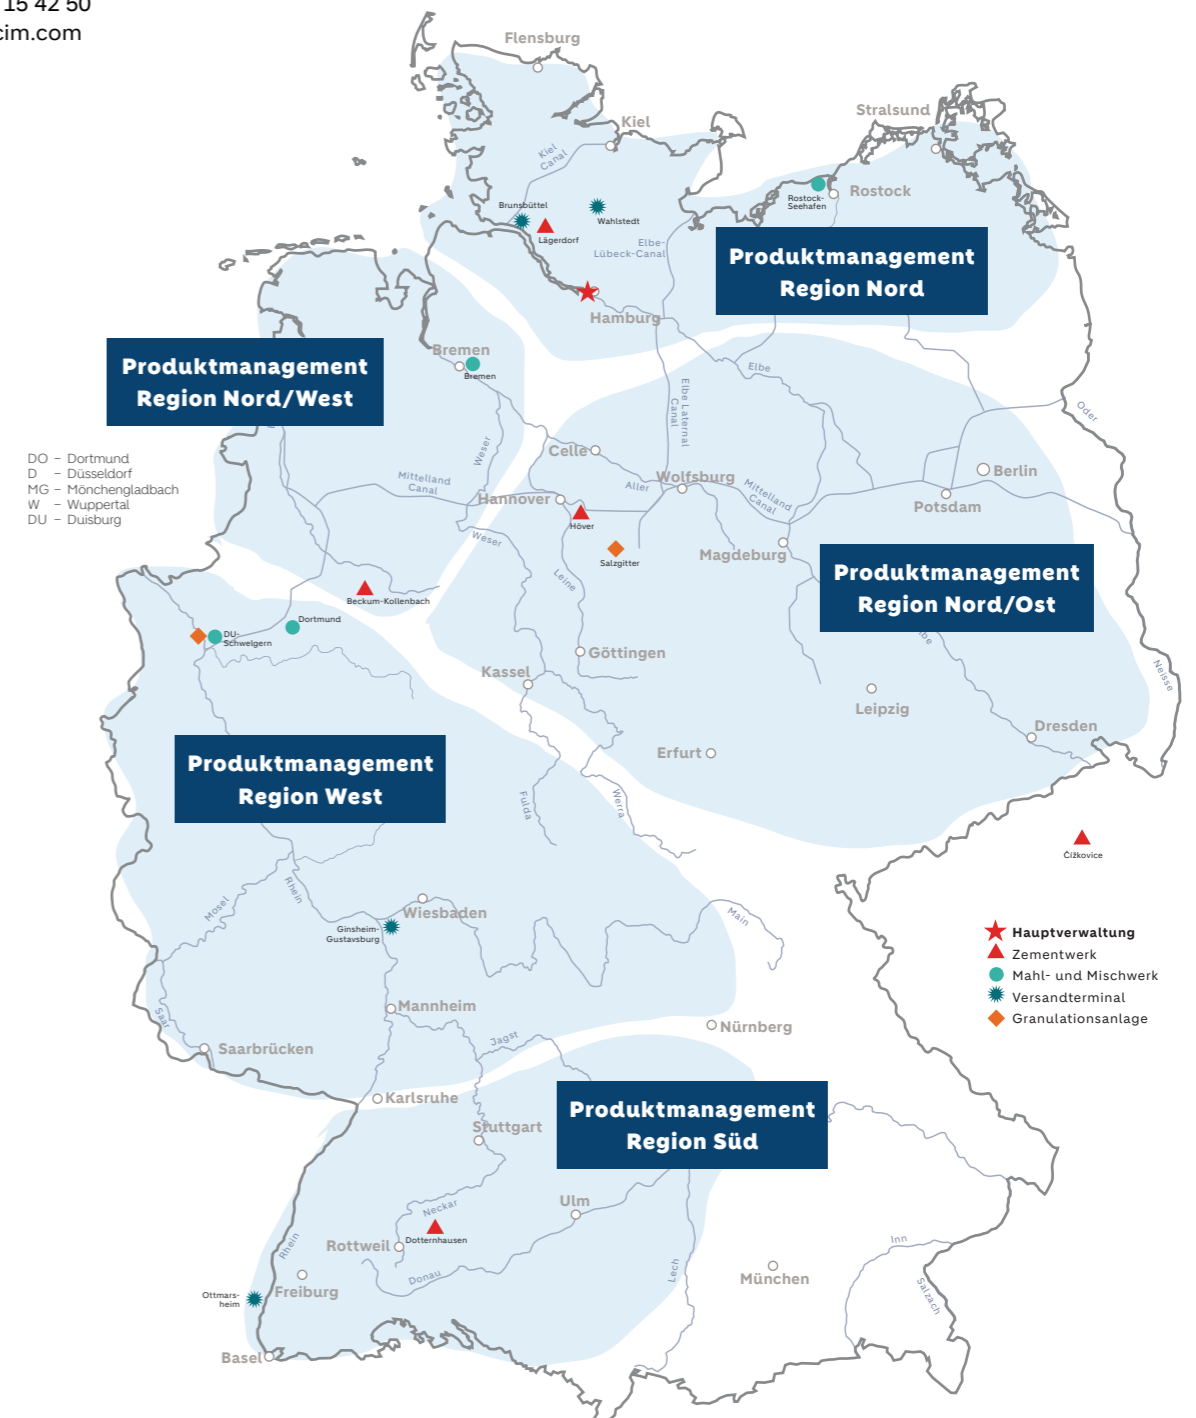 15 42 50
cim.com
Flensburg
Stralsund
Kiel
Kiel
Canal
Rostock-
Seehafen
Rostock
Brunsbüttel
Wahlstedt
Lägerdorf
Elbe-
Lübeck-Canal
Produktmanagement
Region Nord
Hamburg
Produktmanagement
Region Nord/West
Bremen
Bremen
Elbe
Elbe Laternal
Canal
Oder
DO – Dortmund
D – Düsseldorf
MG – Mönchengladbach
W – Wuppertal
DU – Duisburg
Celle
Weser
Mittelland
Canal
Hannover
Aller
Wolfsburg
Mittelland
Canal
Berlin
Potsdam
Höver
Weser
Salzgitter
Magdeburg
Leine
Produktmanagement
Region Nord/Ost
Beckum-Kollenbach
Dortmund
DU-
Schwelgern
Göttingen
Kassel
Neisse
Leipzig
Dresden
Erfurt
Produktmanagement
Region West
Fulda
Werra
Čížkovice
Rhein
Mosel
Wiesbaden
Main
Ginsheim-
Gustavsburg
Hauptverwaltung
Zementwerk
Mahl- und Mischwerk
Versandterminal
Granulationsanlage
Mannheim
Saar
Nürnberg
Jagst
Saarbrücken
Karlsruhe
Produktmanagement
Region Süd
Stuttgart
Neckar
Ulm
Dotternhausen
Rottweil
Rhein
Donau
Lech
Inn
München
Salzach
Freiburg
Ottmars-
heim
Basel